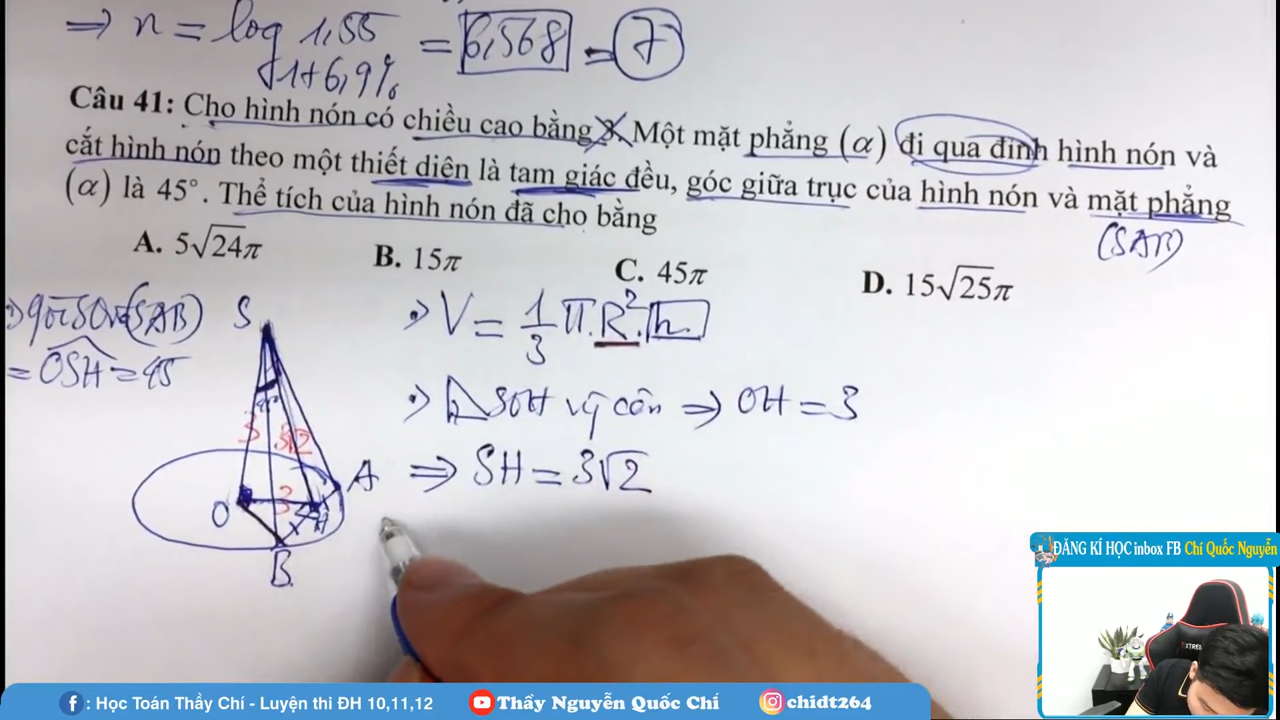 ⇒ n = log 1,55 = 6,568 = 7
1+6,9%
Câu 41: Cho hình nón có chiều cao bằng 3. Một mặt phẳng (α) đi qua đỉnh hình nón và
cắt hình nón theo một thiết diện là tam giác đều, góc giữa trục của hình nón và mặt phẳng
(α) là 45°. Thể tích của hình nón đã cho bằng
(SAB)
A. 5√24π B. 15π C. 45π D. 15√25π
(SAB) S V = 1/3 π.R².h
= OSH = 45
SOH vg cân ⇒ OH = 3
3 3√2
A ⇒ SH = 3√2
O 3 H
B
ĐĂNG KÍ HỌC inbox FB Chí Quốc Nguyễn
: Học Toán Thầy Chí - Luyện thi ĐH 10,11,12 Thầy Nguyễn Quốc Chí chidt264